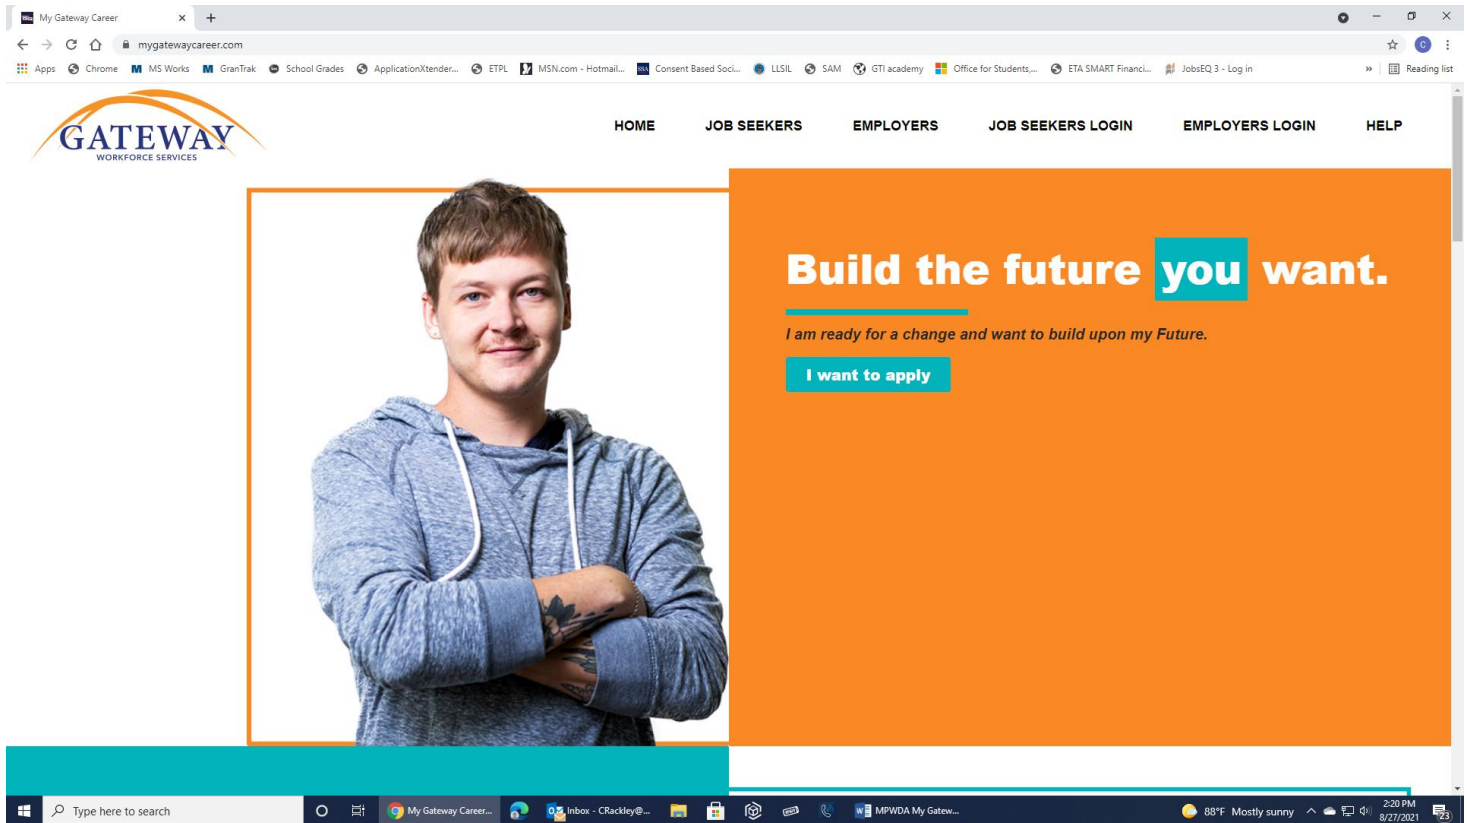 My Gateway Career
mygatewaycareer.com
C
Apps Chrome MS Works GranTrak School Grades ApplicationXtender... ETPL MSN.com - Hotmail... SSA Consent Based Soci... LLSIL SAM GTI academy Office for Students,... ETA SMART Financi... JobsEQ 3 - Log in » Reading list
GATEWAY
WORKFORCE SERVICES
HOME JOB SEEKERS EMPLOYERS JOB SEEKERS LOGIN EMPLOYERS LOGIN HELP
Build the future you want.
I am ready for a change and want to build upon my Future.
I want to apply
Type here to search My Gateway Career... Inbox - CRackley@... MPWDA My Gatew... 88°F Mostly sunny 2:20 PM
8/27/2021 23